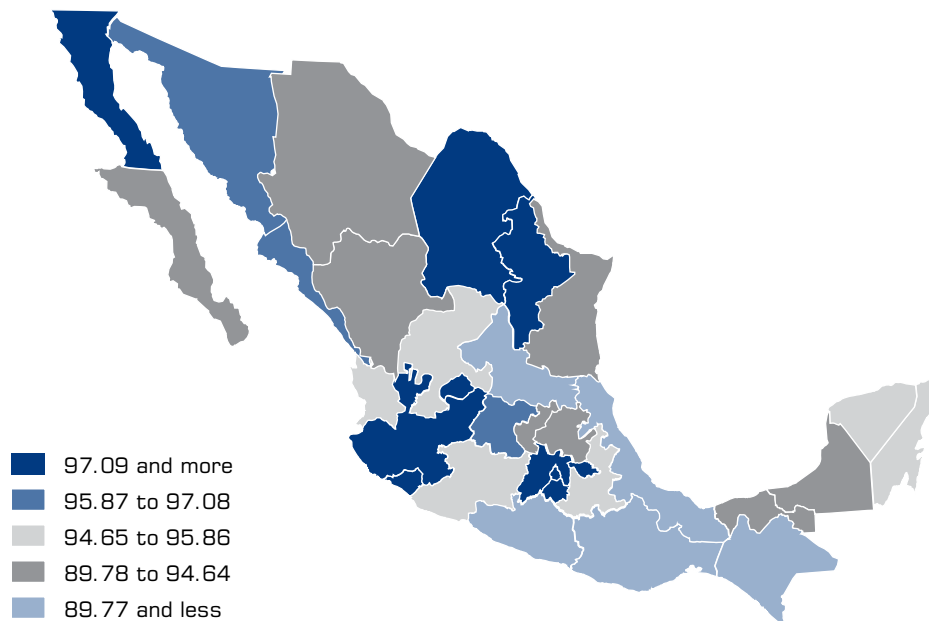 97.09 and more
95.87 to 97.08
94.65 to 95.86
89.78 to 94.64
89.77 and less